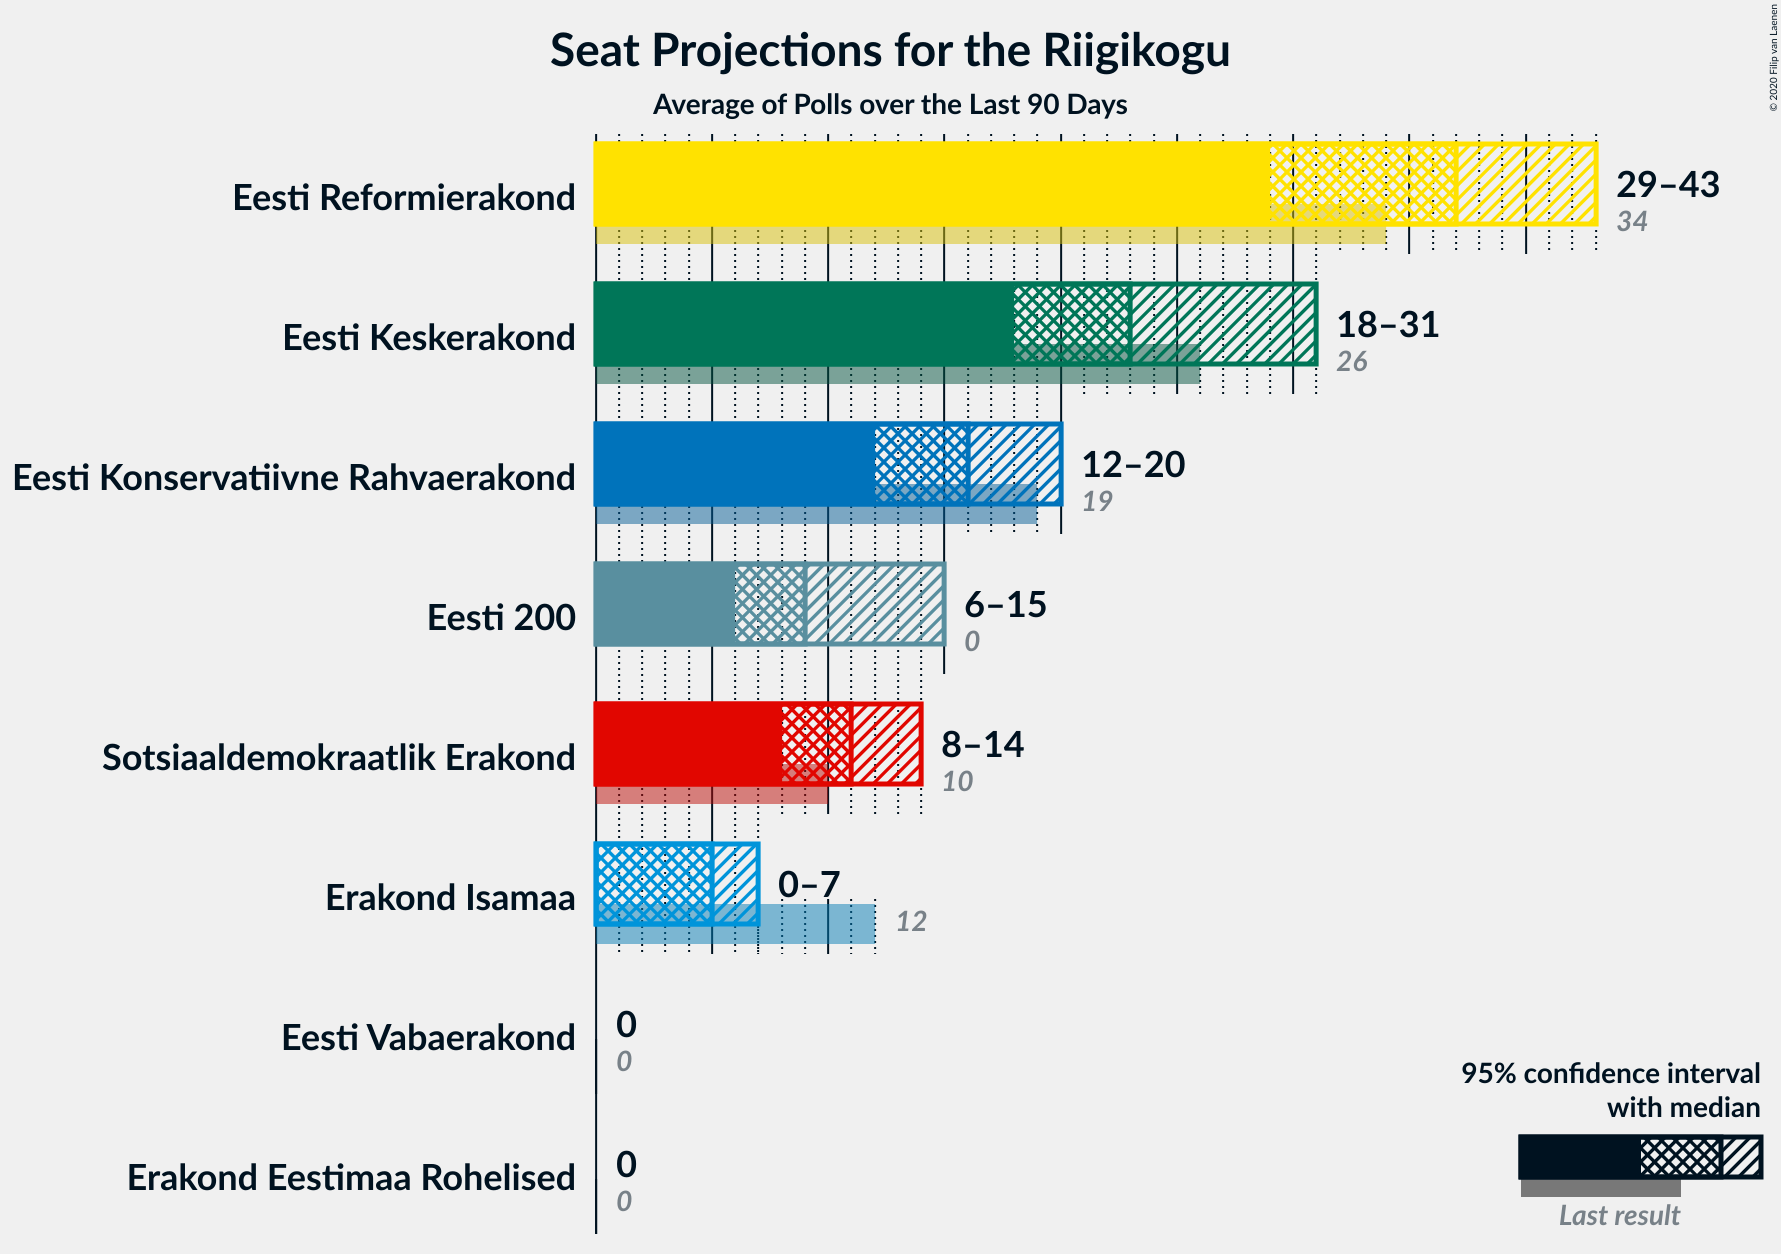 Seat Projections for the Riigikogu
Average of Polls over the Last 90 Days
© 2020 Filip van Laenen
Eesti Reformierakond
29–43
34
Eesti Keskerakond
18–31
26
Eesti Konservatiivne Rahvaerakond
12–20
19
Eesti 200
6–15
0
Sotsiaaldemokraatlik Erakond
8–14
10
Erakond Isamaa
0–7
12
Eesti Vabaerakond
0
0
Erakond Eestimaa Rohelised
0
0
95% confidence interval
with median
Last result